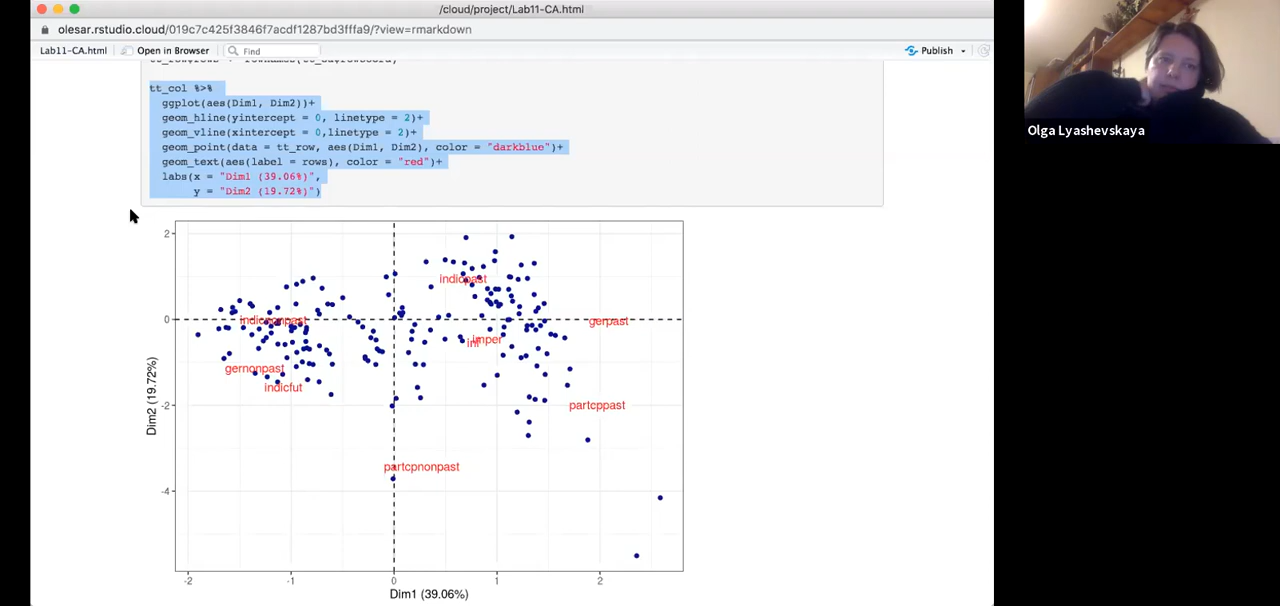 /cloud/project/Lab11-CA.html
olesar.rstudio.cloud/019c7c425f3846f7acdf1287bd3fffa9/?view=rmarkdown
Lab11-CA.html Open in Browser Find Publish
tt_col %>%
ggplot(aes(Dim1, Dim2))+
geom_hline(yintercept = 0, linetype = 2)+
geom_vline(xintercept = 0,linetype = 2)+
geom_point(data = tt_row, aes(Dim1, Dim2), color = "darkblue")+
geom_text(aes(label = rows), color = "red")+
labs(x = "Dim1 (39.06%)",
y = "Dim2 (19.72%)")
Olga Lyashevskaya
2
indicpast
0
indicnonpast
gerpast
imper
inf
gernonpast
indicfut
-2
partcppast
partcpnonpast
-4
-2 -1 0 1 2
Dim1 (39.06%)
Dim2 (19.72%)